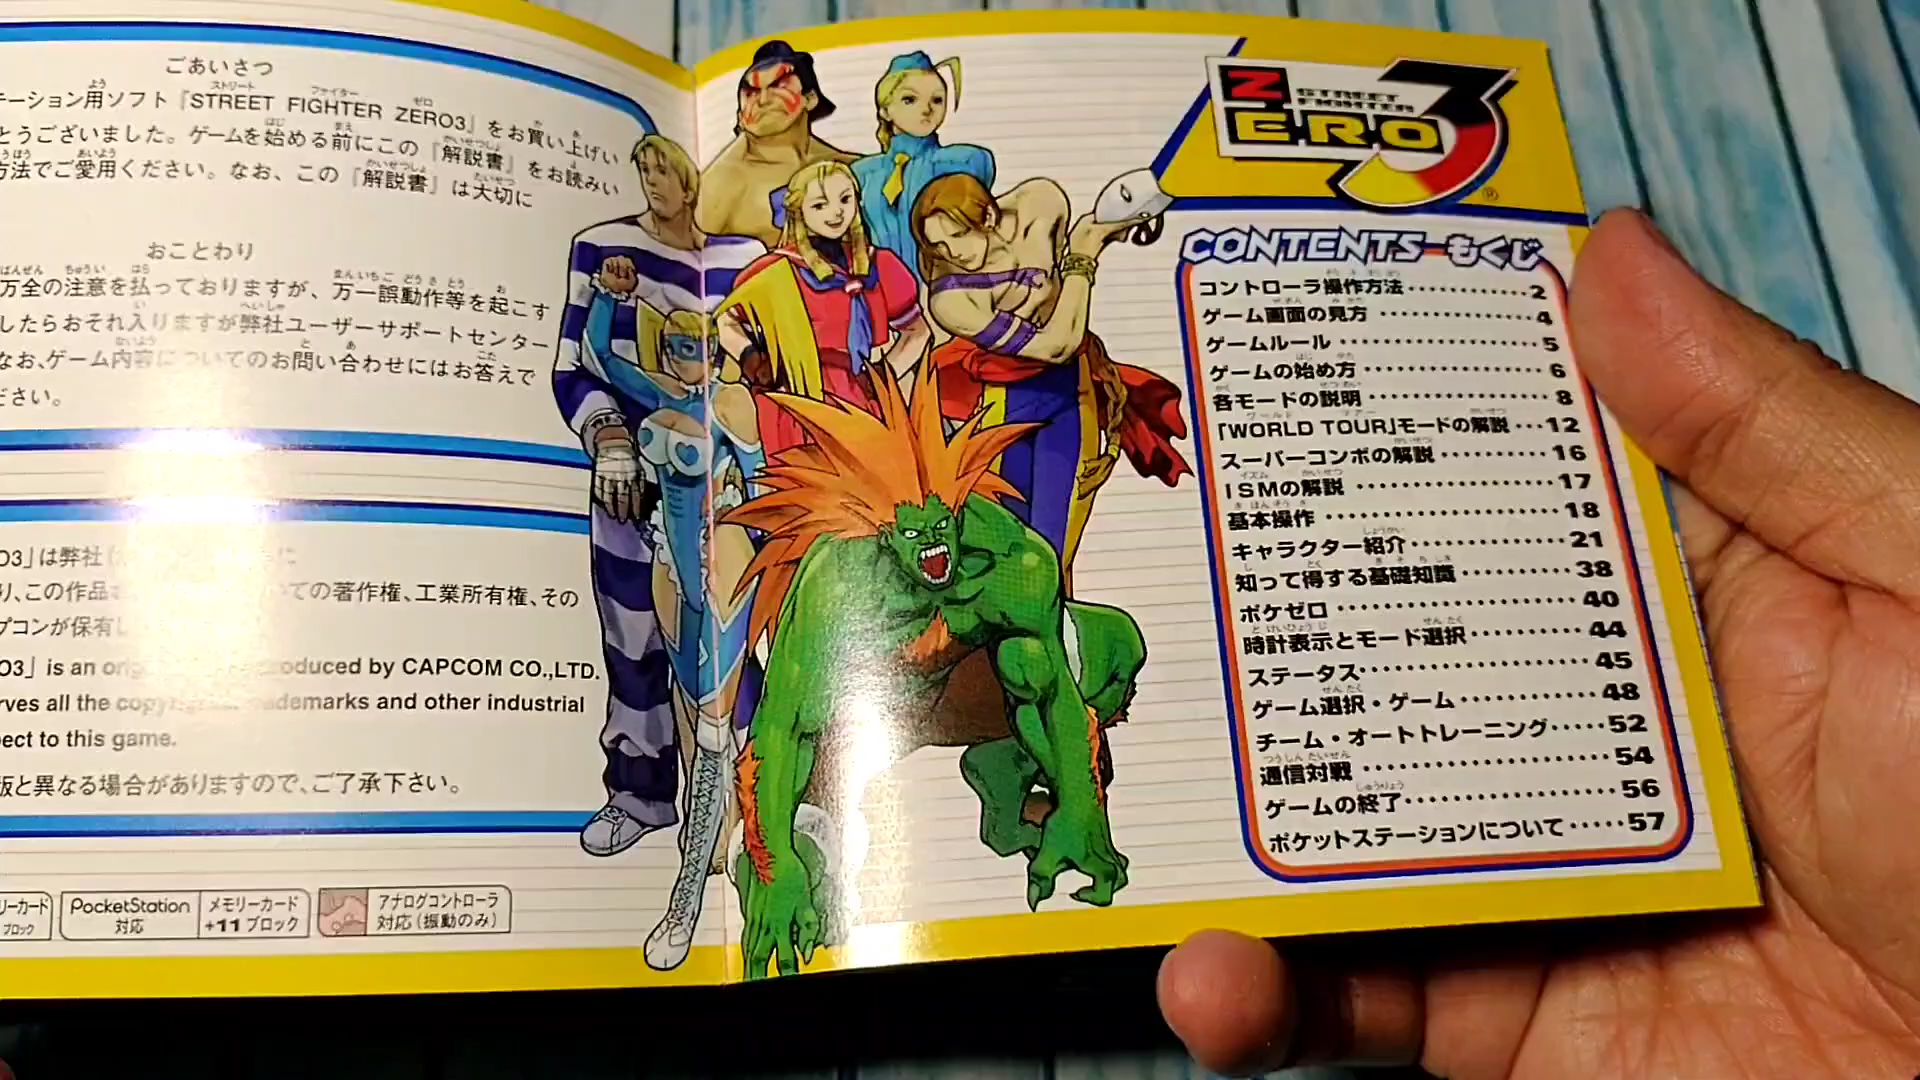 ごあいさつ
ーション用ソフト『STREET FIGHTER ZERO3』をお買い上げい
とうございました。ゲームを始める前にこの『解説書』をお読みい
方法でご愛用ください。なお、この『解説書』は大切に
おことわり
万全の注意を払っておりますが、万一誤動作等を起こす
したらおそれ入りますが弊社ユーザーサポートセンター
なお、ゲーム内容についてのお問い合わせにはお答えで
ださい。
O3」は弊社
り、この作品 ての著作権、工業所有権、その
プコンが保有し
O3」 is an produced by CAPCOM CO.,LTD.
rves all the trademarks and other industrial
pect to this game.
版と異なる場合がありますので、ご了承下さい。
リーカード
ブロック
PocketStation
対応
メモリーカード
+11 ブロック
アナログコントローラ
対応(振動のみ)
STREET FIGHTER
ZERO 3
®
CONTENTS もくじ
コントローラ操作方法············2
ゲーム画面の見方 ··············4
ゲームルール ·················5
ゲームの始め方 ···············6
各モードの説明 ···············8
「WORLD TOUR」モードの解説 ···12
スーパーコンボの解説 ·········16
ISMの解説 ··················17
基本操作 ···················18
キャラクター紹介 ·············21
知って得する基礎知識 ·········38
ポケゼロ ···················40
時計表示とモード選択 ·········44
ステータス ··················45
ゲーム選択・ゲーム ···········48
チーム・オートトレーニング ·····52
通信対戦 ···················54
ゲームの終了 ················56
ポケットステーションについて ·····57